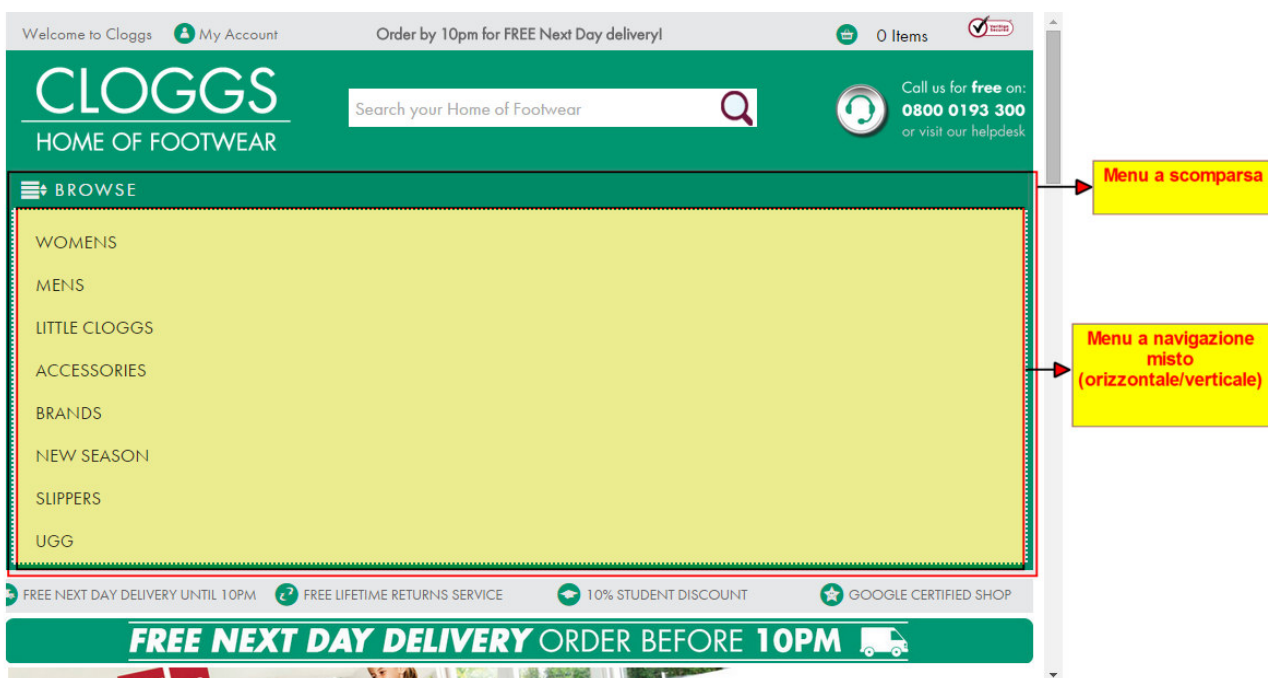 Welcome to Cloggs My Account Order by 10pm for FREE Next Day delivery! 0 Items
CLOGGS
HOME OF FOOTWEAR
Search your Home of Footwear
Call us for free on:
0800 0193 300
or visit our helpdesk
BROWSE
Menu a scomparsa
WOMENS
MENS
LITTLE CLOGGS
ACCESSORIES
BRANDS
NEW SEASON
SLIPPERS
UGG
Menu a navigazione
misto
(orizzontale/verticale)
FREE NEXT DAY DELIVERY UNTIL 10PM FREE LIFETIME RETURNS SERVICE 10% STUDENT DISCOUNT GOOGLE CERTIFIED SHOP
FREE NEXT DAY DELIVERY ORDER BEFORE 10PM